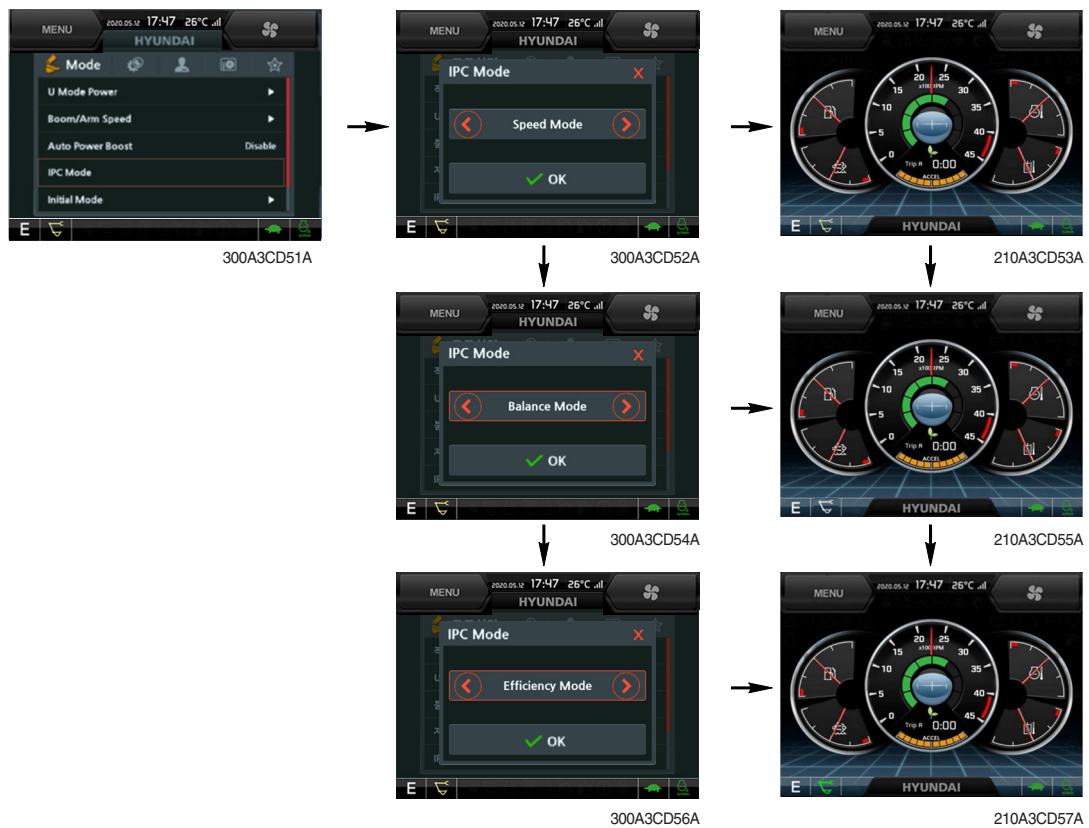 MENU 2020.05.12 17:47 26°C
HYUNDAI
Mode
U Mode Power
Boom/Arm Speed
Auto Power Boost Disable
IPC Mode
Initial Mode
E
300A3CD51A
MENU 2020.05.12 17:47 26°C
HYUNDAI
IPC Mode X
Speed Mode
OK
E
300A3CD52A
MENU 2020.05.12 17:47 26°C
0 5 10 15 20 25 30 35 40 45
x100 RPM
Trip A 0:00
ACCEL
E HYUNDAI
210A3CD53A
MENU 2020.05.12 17:47 26°C
HYUNDAI
IPC Mode X
Balance Mode
OK
E
300A3CD54A
MENU 2020.05.12 17:47 26°C
0 5 10 15 20 25 30 35 40 45
x100 RPM
Trip A 0:00
ACCEL
E HYUNDAI
210A3CD55A
MENU 2020.05.12 17:47 26°C
HYUNDAI
IPC Mode X
Efficiency Mode
OK
E
300A3CD56A
MENU 2020.05.12 17:47 26°C
0 5 10 15 20 25 30 35 40 45
x100 RPM
Trip A 0:00
ACCEL
E HYUNDAI
210A3CD57A